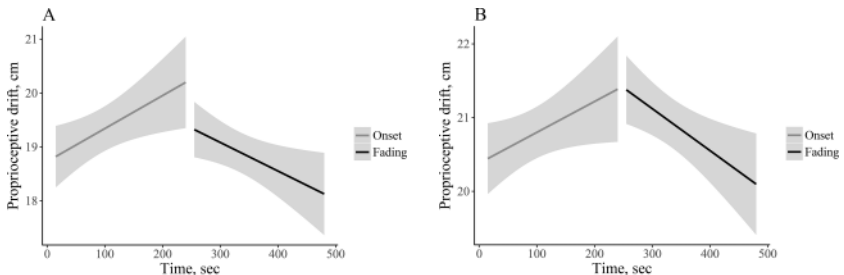 A
Proprioceptive drift, cm
21
20
19
18
0 100 200 300 400 500
Time, sec
Onset
Fading
B
Proprioceptive drift, cm
22
21
20
0 100 200 300 400 500
Time, sec
Onset
Fading